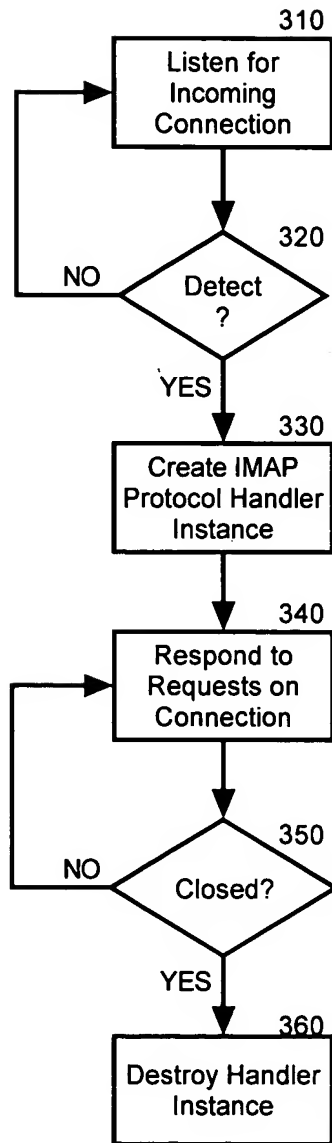 310
Listen for
Incoming
Connection
320
Detect
?
NO
YES
330
Create IMAP
Protocol Handler
Instance
340
Respond to
Requests on
Connection
350
Closed?
NO
YES
360
Destroy Handler
Instance